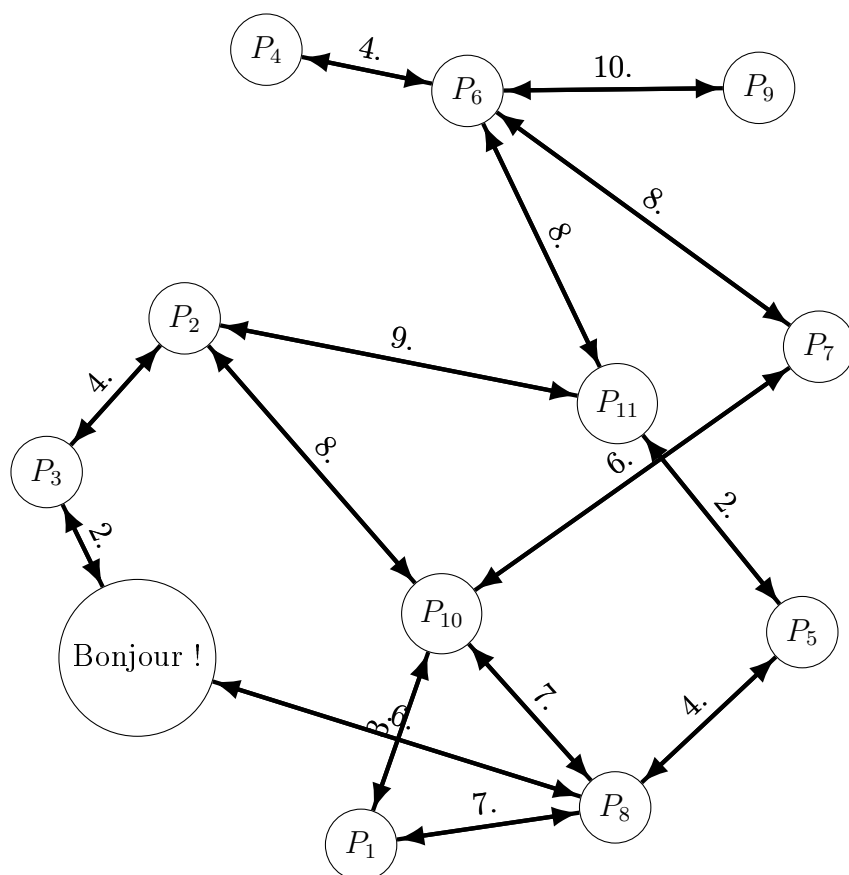 P₄
4.
10.
P₆
P₉
8.
8.
P₂
9.
P₇
4.
P₁₁
8.
6.
P₃
2.
2.
P₁₀
P₅
Bonjour !
7.
4.
6.
3.
7.
P₈
P₁